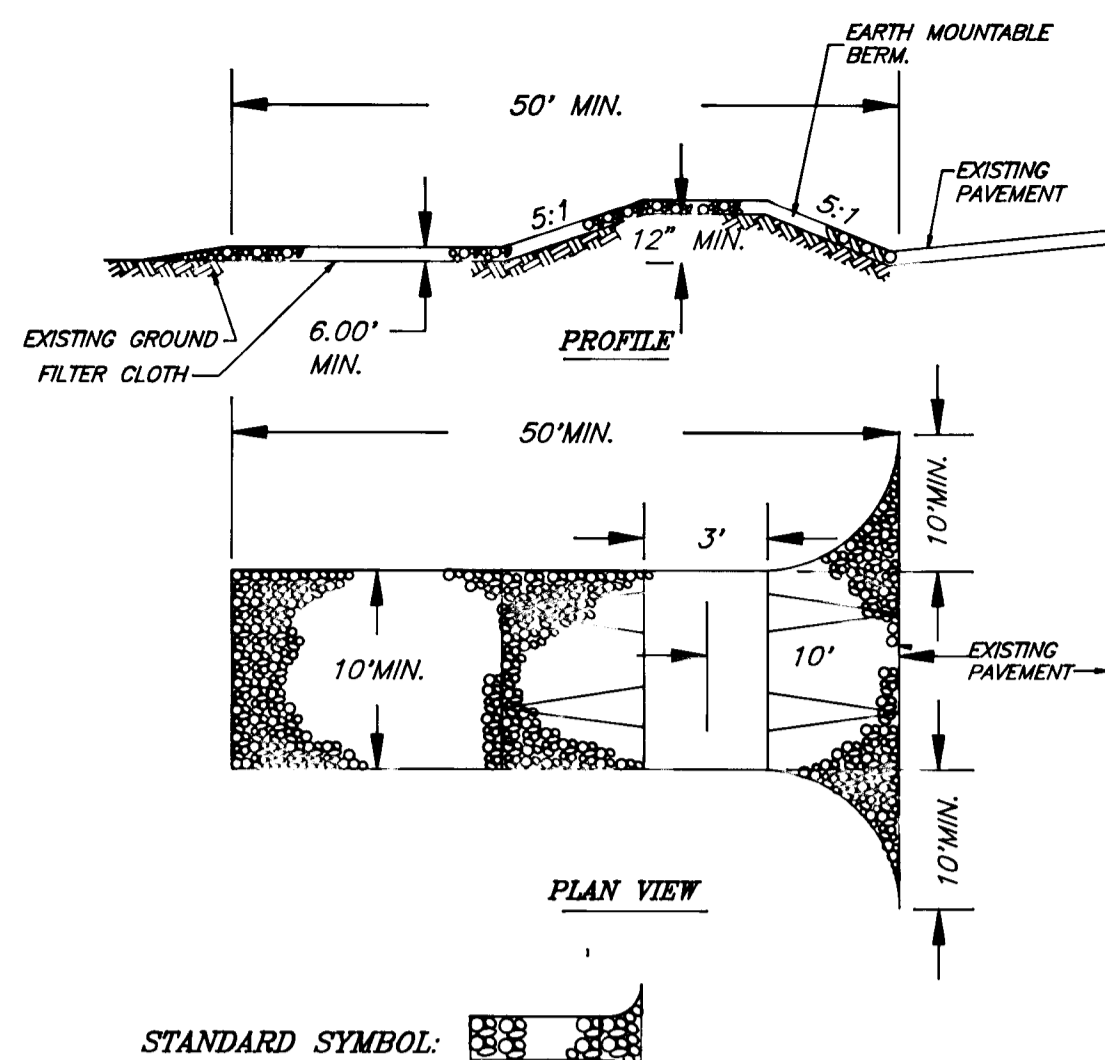 EARTH MOUNTABLE
BERM.
50' MIN.
EXISTING
PAVEMENT
5:1
5:1
12" MIN.
EXISTING GROUND
FILTER CLOTH
6.00'
MIN.
PROFILE
50'MIN.
10'MIN.
3'
10'MIN.
10'
EXISTING
PAVEMENT
10'MIN.
PLAN VIEW
STANDARD SYMBOL: